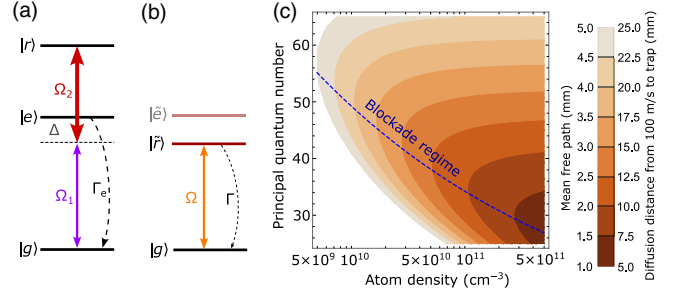 (a)
|r⟩
Ω₂
|e⟩
Δ
Ω₁
Γₑ
|g⟩
(b)
|ẽ⟩
|r̃⟩
Ω
Γ
|g⟩
(c)
Principal quantum number
60
50
40
30
Blockade regime
5×10⁹ 10¹⁰ 5×10¹⁰ 10¹¹ 5×10¹¹
Atom density (cm⁻³)
Mean free path (mm)
5.0
4.5
4.0
3.5
3.0
2.5
2.0
1.5
1.0
25.0
22.5
20.0
17.5
15.0
12.5
10.0
7.5
5.0
Diffusion distance from 100 m/s to trap (mm)